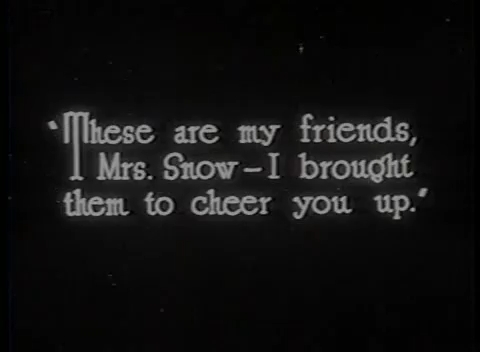 "These are my friends,
Mrs. Snow–I brought
them to cheer you up."